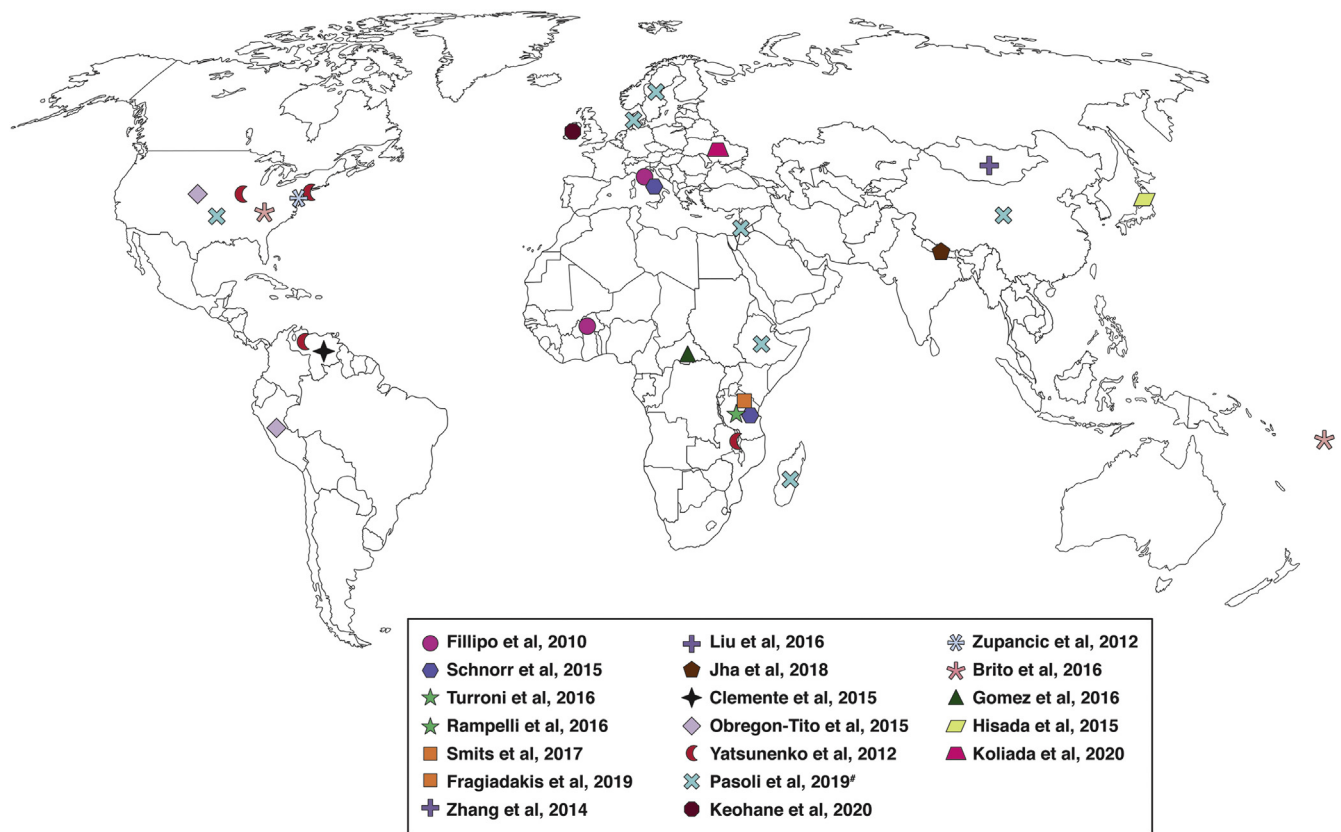 Fillipo et al, 2010
Schnorr et al, 2015
Turroni et al, 2016
Rampelli et al, 2016
Smits et al, 2017
Fragiadakis et al, 2019
Zhang et al, 2014
Liu et al, 2016
Jha et al, 2018
Clemente et al, 2015
Obregon-Tito et al, 2015
Yatsunenko et al, 2012
Pasoli et al, 2019#
Keohane et al, 2020
Zupancic et al, 2012
Brito et al, 2016
Gomez et al, 2016
Hisada et al, 2015
Koliada et al, 2020